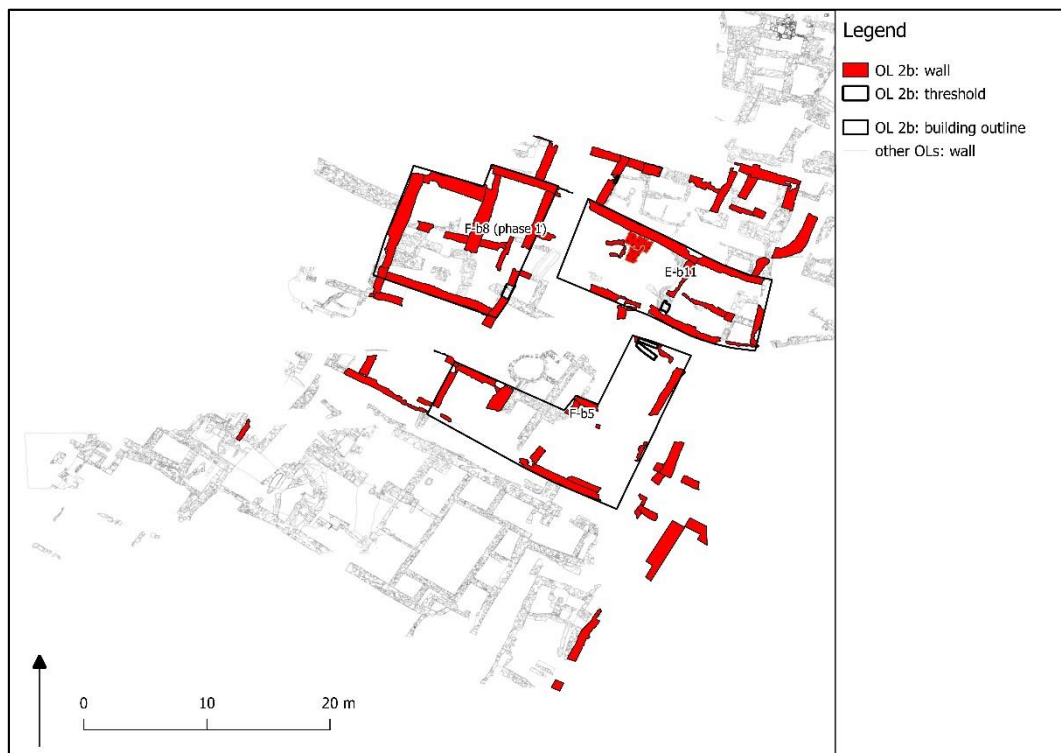 Legend
OL 2b: wall
OL 2b: threshold
OL 2b: building outline
other OLs: wall
F-b8 (phase 1)
E-b11
F-b5
0 10 20 m